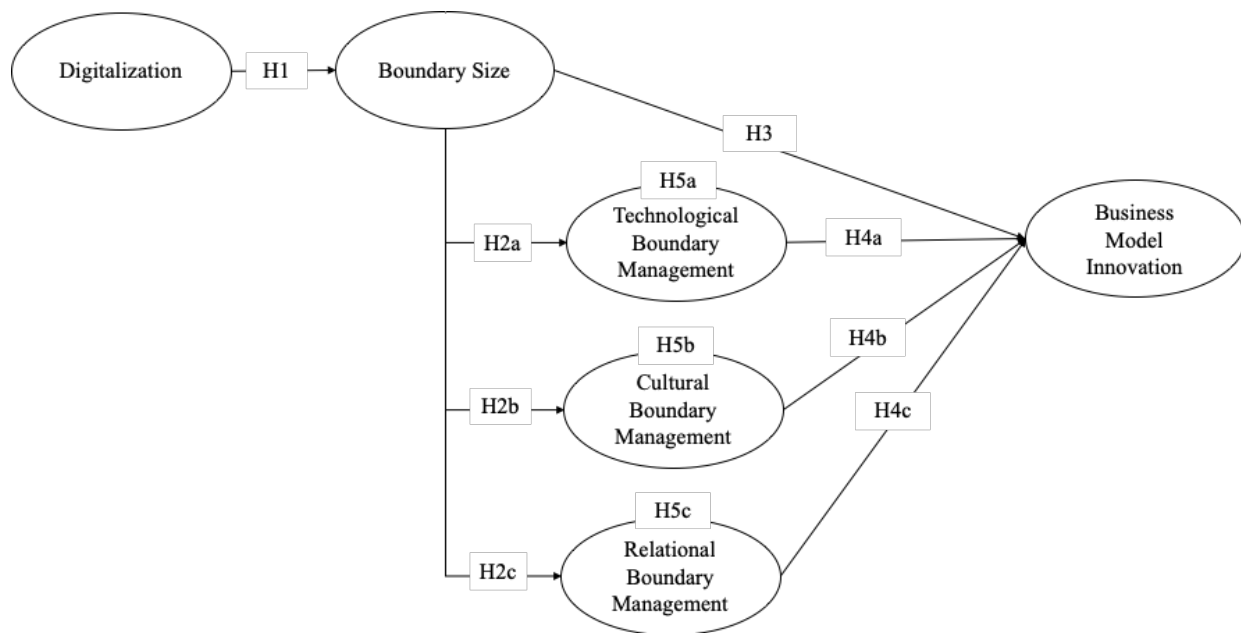 Digitalization
H1
Boundary Size
H3
H5a
Technological
Boundary
Management
H2a
H4a
Business
Model
Innovation
H5b
Cultural
Boundary
Management
H2b
H4b
H4c
H5c
Relational
Boundary
Management
H2c